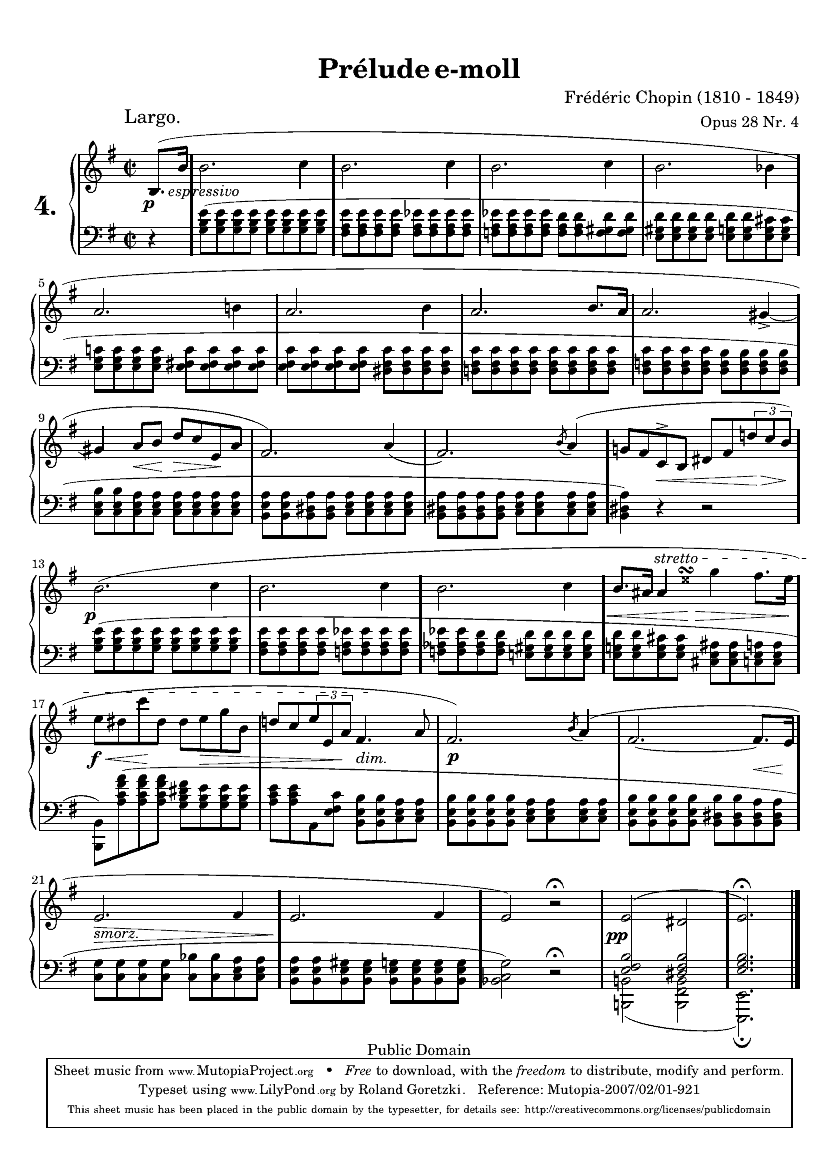 Prélude e-moll
Frédéric Chopin (1810 - 1849)
Largo.
Opus 28 Nr. 4
4.
p espressivo
5
9
3
13
stretto
p
17
3
f dim. p
21
smorz.
pp
Public Domain
Sheet music from www.MutopiaProject.org • Free to download, with the freedom to distribute, modify and perform.
Typeset using www.LilyPond.org by Roland Goretzki. Reference: Mutopia-2007/02/01-921
This sheet music has been placed in the public domain by the typesetter, for details see: http://creativecommons.org/licenses/publicdomain